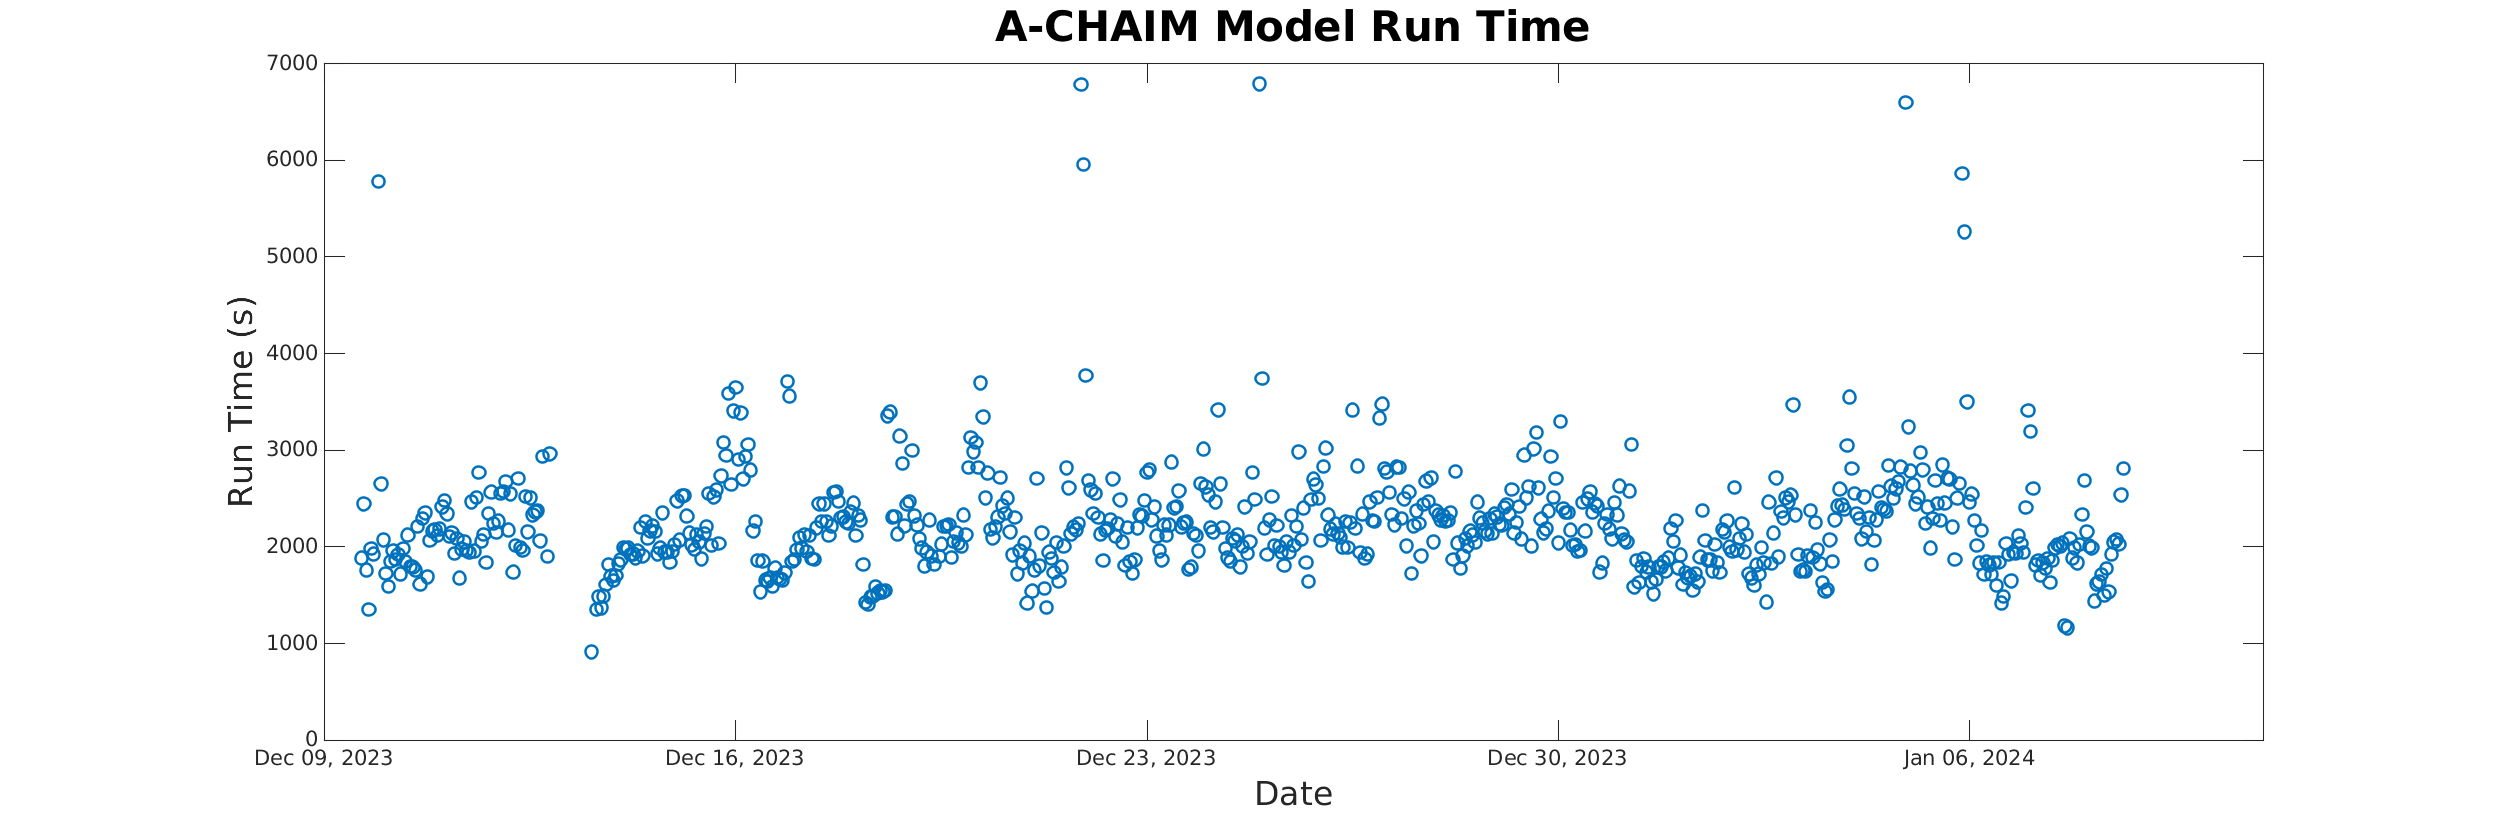 A-CHAIM Model Run Time
7000
6000
5000
4000
3000
2000
1000
0
Run Time (s)
Dec 09, 2023
Dec 16, 2023
Dec 23, 2023
Dec 30, 2023
Jan 06, 2024
Date